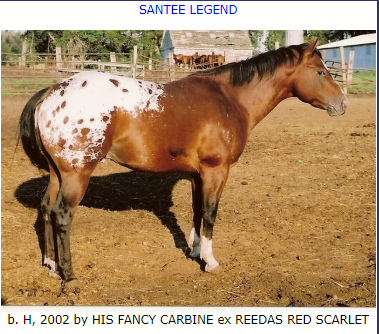 SANTEE LEGEND
b. H, 2002 by HIS FANCY CARBINE ex REEDAS RED SCARLET